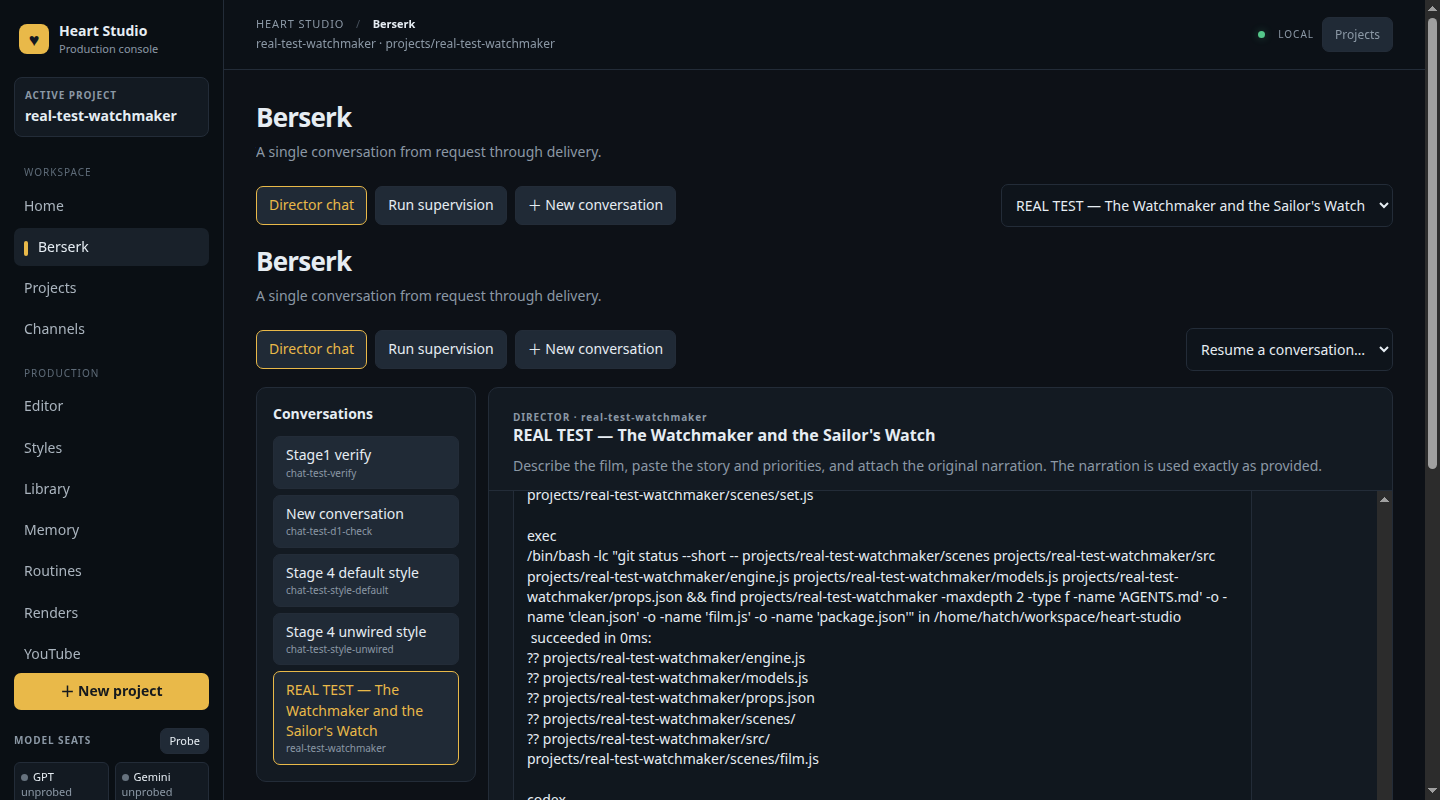 Heart Studio
Production console
ACTIVE PROJECT
real-test-watchmaker
WORKSPACE
Home
Berserk
Projects
Channels
PRODUCTION
Editor
Styles
Library
Memory
Routines
Renders
YouTube
+ New project
MODEL SEATS
Probe
GPT
unprobed
Gemini
unprobed
HEART STUDIO / Berserk
real-test-watchmaker · projects/real-test-watchmaker
LOCAL
Projects
Berserk
A single conversation from request through delivery.
Director chat
Run supervision
+ New conversation
REAL TEST — The Watchmaker and the Sailor's Watch
Berserk
A single conversation from request through delivery.
Director chat
Run supervision
+ New conversation
Resume a conversation...
Conversations
Stage1 verify
chat-test-verify
New conversation
chat-test-d1-check
Stage 4 default style
chat-test-style-default
Stage 4 unwired style
chat-test-style-unwired
REAL TEST — The
Watchmaker and the
Sailor's Watch
real-test-watchmaker
DIRECTOR · real-test-watchmaker
REAL TEST — The Watchmaker and the Sailor's Watch
Describe the film, paste the story and priorities, and attach the original narration. The narration is used exactly as provided.
projects/real-test-watchmaker/scenes/set.js
exec
/bin/bash -lc "git status --short -- projects/real-test-watchmaker/scenes projects/real-test-watchmaker/src
projects/real-test-watchmaker/engine.js projects/real-test-watchmaker/models.js projects/real-test-
watchmaker/props.json && find projects/real-test-watchmaker -maxdepth 2 -type f -name 'AGENTS.md' -o -
name 'clean.json' -o -name 'film.js' -o -name 'package.json'" in /home/hatch/workspace/heart-studio
succeeded in 0ms:
?? projects/real-test-watchmaker/engine.js
?? projects/real-test-watchmaker/models.js
?? projects/real-test-watchmaker/props.json
?? projects/real-test-watchmaker/scenes/
?? projects/real-test-watchmaker/src/
projects/real-test-watchmaker/scenes/film.js
codex